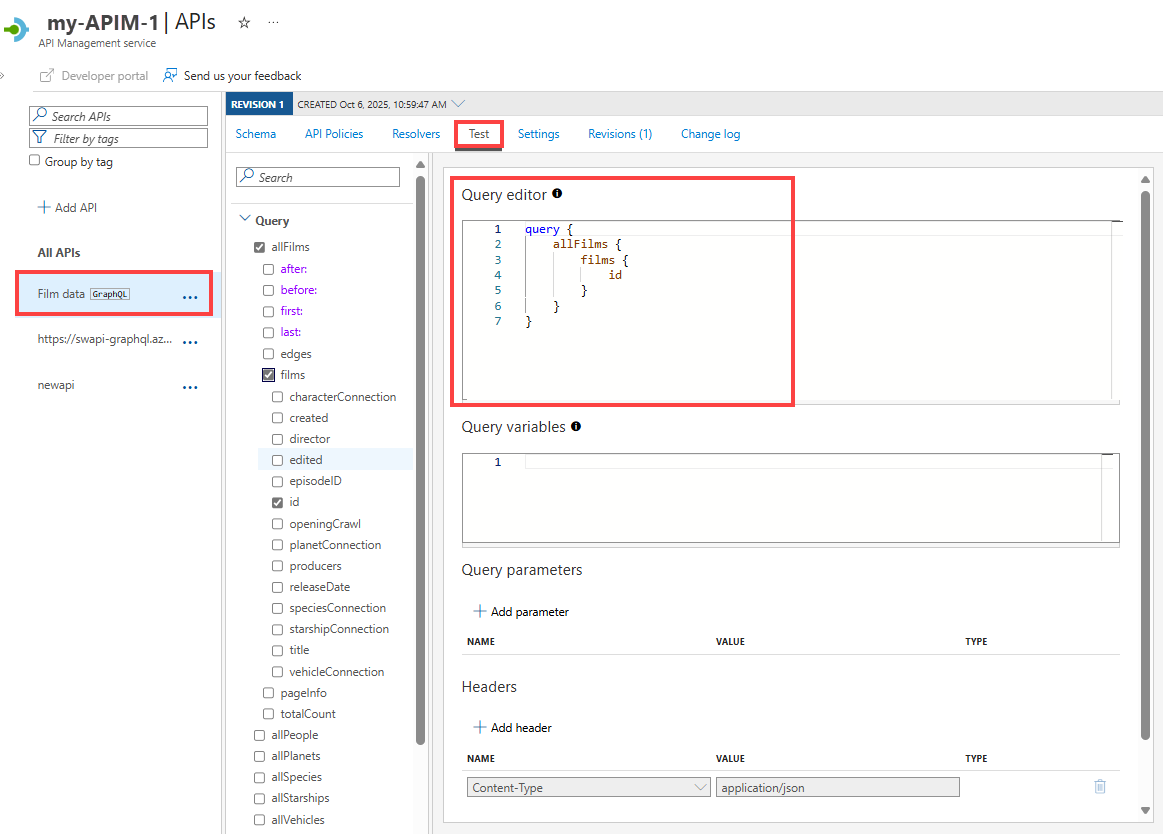 my-APIM-1 | APIs ☆ ...
API Management service
Developer portal Send us your feedback
Search APIs
Filter by tags
Group by tag
Add API
All APIs
Film data GraphQL ...
https://swapi-graphql.az... ...
newapi ...
REVISION 1 CREATED Oct 6, 2025, 10:59:47 AM
Schema API Policies Resolvers Test Settings Revisions (1) Change log
Search
Query
allFilms
after:
before:
first:
last:
edges
films
characterConnection
created
director
edited
episodeID
id
openingCrawl
planetConnection
producers
releaseDate
speciesConnection
starshipConnection
title
vehicleConnection
pageInfo
totalCount
allPeople
allPlanets
allSpecies
allStarships
allVehicles
Query editor
1 query {
2 allFilms {
3 films {
4 id
5 }
6 }
7 }
Query variables
1
Query parameters
Add parameter
NAME VALUE TYPE
Headers
Add header
NAME VALUE TYPE
Content-Type application/json